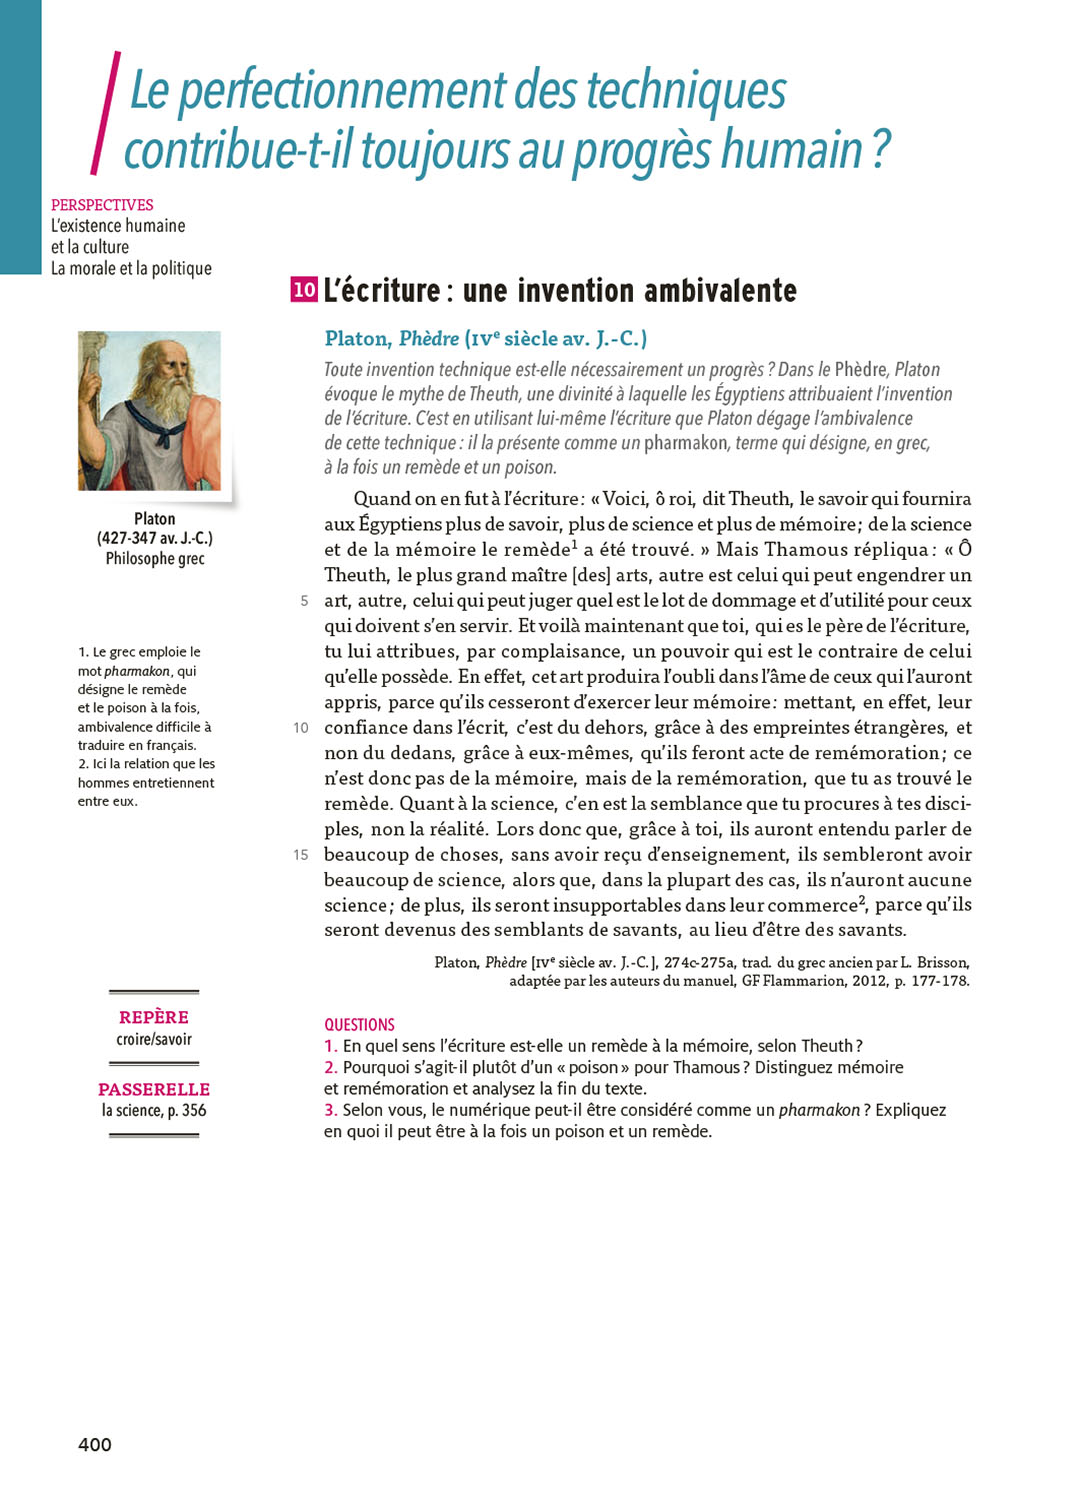 Le perfectionnement des techniques
contribue-t-il toujours au progrès humain ?
PERSPECTIVES
L'existence humaine
et la culture
La morale et la politique
10 L'écriture : une invention ambivalente
Platon, Phèdre (IVe siècle av. J.-C.)
Toute invention technique est-elle nécessairement un progrès ? Dans le Phèdre, Platon
évoque le mythe de Theuth, une divinité à laquelle les Égyptiens attribuaient l'invention
de l'écriture. C'est en utilisant lui-même l'écriture que Platon dégage l'ambivalence
de cette technique : il la présente comme un pharmakon, terme qui désigne, en grec,
à la fois un remède et un poison.
Platon
(427-347 av. J.-C.)
Philosophe grec
1. Le grec emploie le
mot pharmakon, qui
désigne le remède
et le poison à la fois,
ambivalence difficile à
traduire en français.
2. Ici la relation que les
hommes entretiennent
entre eux.
Quand on en fut à l'écriture : « Voici, ô roi, dit Theuth, le savoir qui fournira
aux Égyptiens plus de savoir, plus de science et plus de mémoire ; de la science
et de la mémoire le remède1 a été trouvé. » Mais Thamous répliqua : « Ô
Theuth, le plus grand maître [des] arts, autre est celui qui peut engendrer un
5 art, autre, celui qui peut juger quel est le lot de dommage et d'utilité pour ceux
qui doivent s'en servir. Et voilà maintenant que toi, qui es le père de l'écriture,
tu lui attribues, par complaisance, un pouvoir qui est le contraire de celui
qu'elle possède. En effet, cet art produira l'oubli dans l'âme de ceux qui l'auront
appris, parce qu'ils cesseront d'exercer leur mémoire : mettant, en effet, leur
10 confiance dans l'écrit, c'est du dehors, grâce à des empreintes étrangères, et
non du dedans, grâce à eux-mêmes, qu'ils feront acte de remémoration ; ce
n'est donc pas de la mémoire, mais de la remémoration, que tu as trouvé le
remède. Quant à la science, c'en est la semblance que tu procures à tes disci-
ples, non la réalité. Lors donc que, grâce à toi, ils auront entendu parler de
15 beaucoup de choses, sans avoir reçu d'enseignement, ils sembleront avoir
beaucoup de science, alors que, dans la plupart des cas, ils n'auront aucune
science ; de plus, ils seront insupportables dans leur commerce2, parce qu'ils
seront devenus des semblants de savants, au lieu d'être des savants.
Platon, Phèdre [IVe siècle av. J.-C.], 274c-275a, trad. du grec ancien par L. Brisson,
adaptée par les auteurs du manuel, GF Flammarion, 2012, p. 177-178.
REPÈRE
croire/savoir
PASSERELLE
la science, p. 356
QUESTIONS
1. En quel sens l'écriture est-elle un remède à la mémoire, selon Theuth ?
2. Pourquoi s'agit-il plutôt d'un « poison » pour Thamous ? Distinguez mémoire
et remémoration et analysez la fin du texte.
3. Selon vous, le numérique peut-il être considéré comme un pharmakon ? Expliquez
en quoi il peut être à la fois un poison et un remède.
400